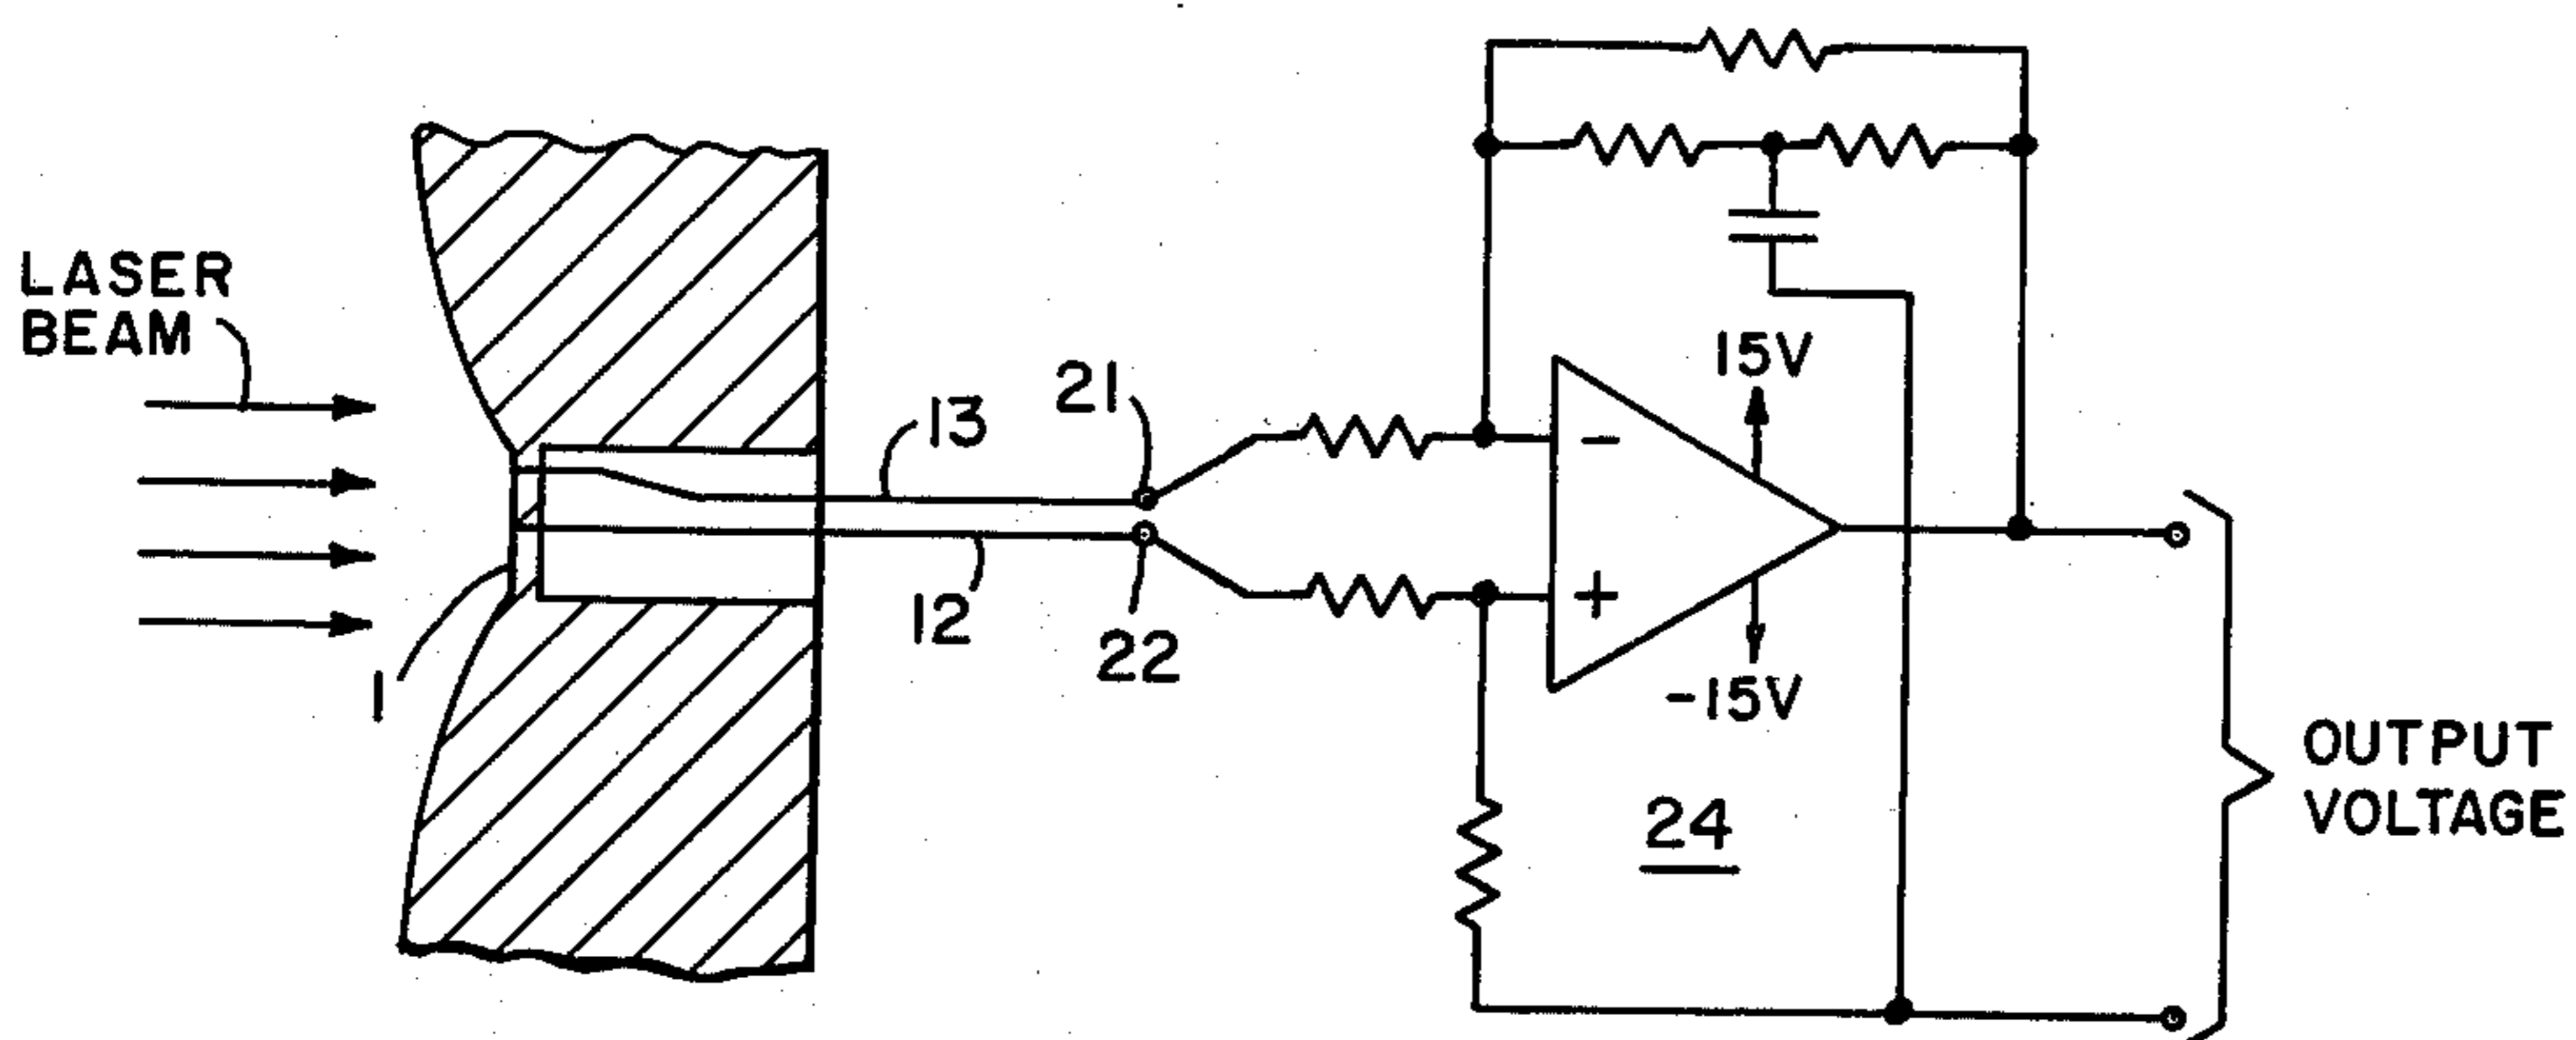 LASER
BEAM
1
13
12
21
22
-
+
15V
-15V
24
OUTPUT
VOLTAGE